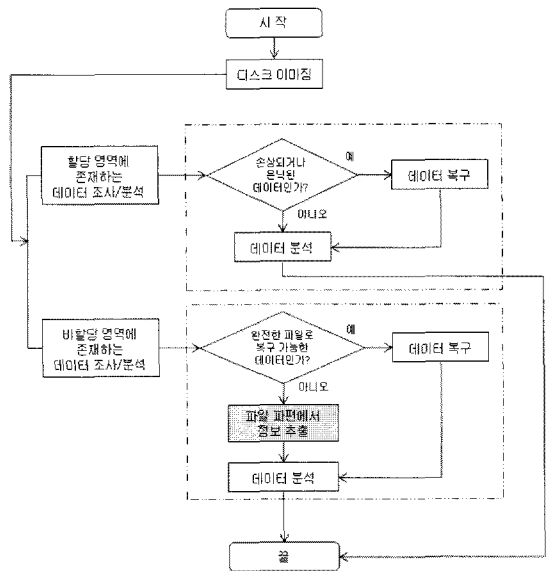 시 작
디스크 이미징
할당 영역에
존재하는
데이터 조사/분석
손상되거나
은닉된
데이터인가?
예
데이터 복구
아니오
데이터 분석
비할당 영역에
존재하는
데이터 조사/분석
완전한 파일로
복구 가능한
데이터인가?
예
데이터 복구
아니오
파일 파편에서
정보 추출
데이터 분석
끝